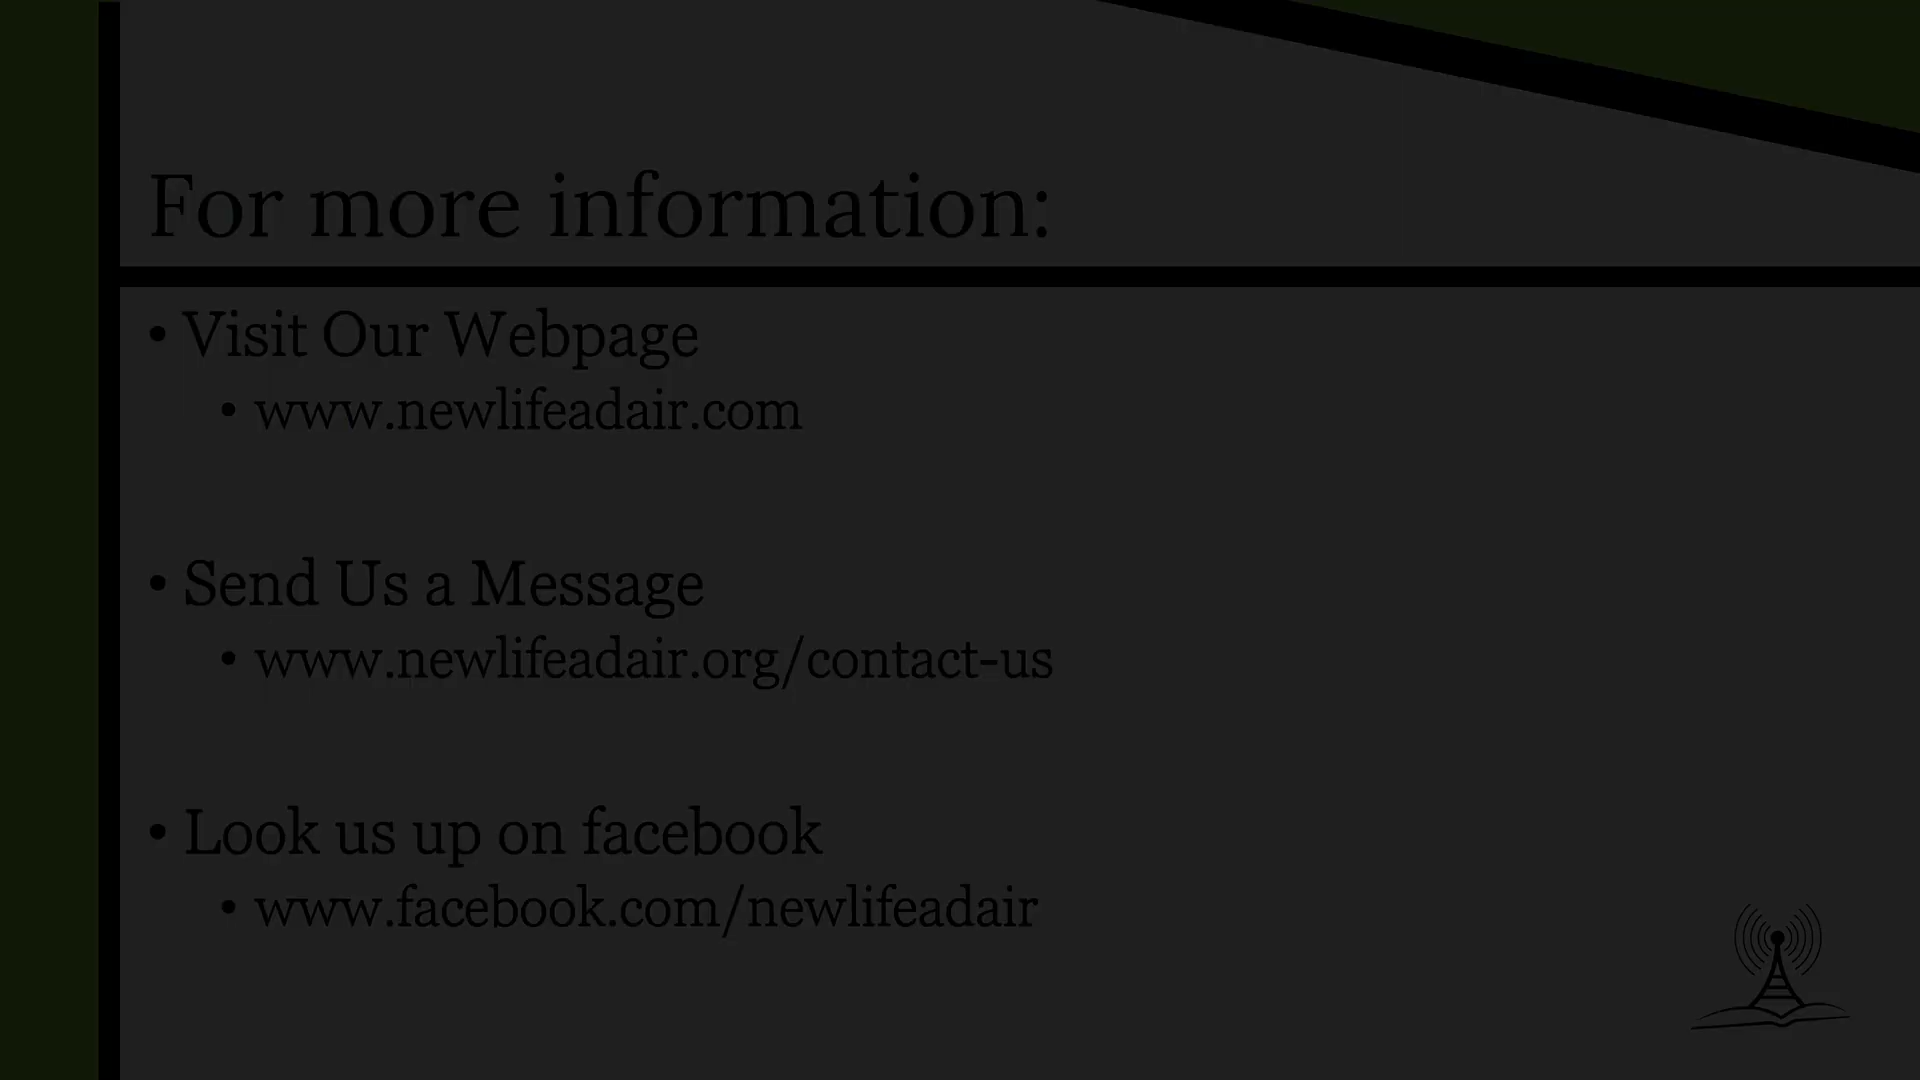 For more information:
• Visit Our Webpage
• www.newlifeadair.com
• Send Us a Message
• www.newlifeadair.org/contact-us
• Look us up on facebook
• www.facebook.com/newlifeadair